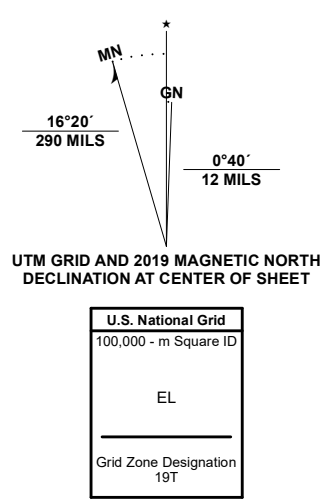 ★
MN
GN
16°20´
290 MILS
0°40´
12 MILS
UTM GRID AND 2019 MAGNETIC NORTH
DECLINATION AT CENTER OF SHEET
U.S. National Grid
100,000 - m Square ID
EL
Grid Zone Designation
19T